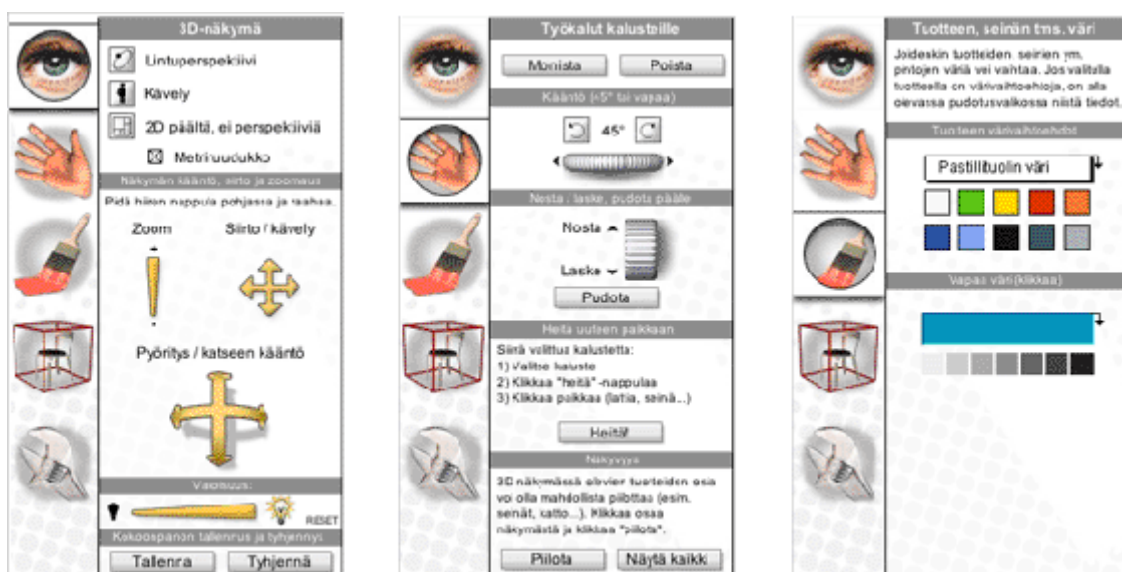 3D-näkymä
Lintuperspektiivi
Kävely
2D päältä, ei perspektiiviä
Metriruudukko
Näkymän kääntö, siirto ja zoomaus
Pidä hiiren nappula pohjassa ja raahaa.
Zoom
Siirto / kävely
Pyöritys / katseen kääntö
Valoisuus:
RESET
Kokoonpanon tallennus ja tyhjennys
Tallenna
Tyhjennä
Työkalut kalusteille
Monista
Poista
Kääntö (45° tai vapaa)
45°
Nosta / laske, pudota päälle
Nosta
Laske
Pudota
Heitä uuteen paikkaan
Siirrä valittua kalustetta:
1) Valitse kaluste
2) Klikkaa "heitä" -nappulaa
3) Klikkaa paikkaa (lattia, seinä...)
Heitä!
Näkyvyys
3D näkymässä olevien tuotteiden osia
voi olla mahdollista piilottaa (esim.
seinät, katto...). Klikkaa osaa
näkymästä ja klikkaa "piilota".
Piilota
Näytä kaikki
Tuotteen, seinän tms. väri
Joidenkin tuotteiden, seinien ym.
pintojen väriä voi vaihtaa. Jos valitulla
tuotteella on värivaihtoehtoja, on alla
olevassa pudotusvalikossa niistä tiedot.
Tuotteen värivaihtoehdot
Pastillituolin väri
Vapaa väri (klikkaa)